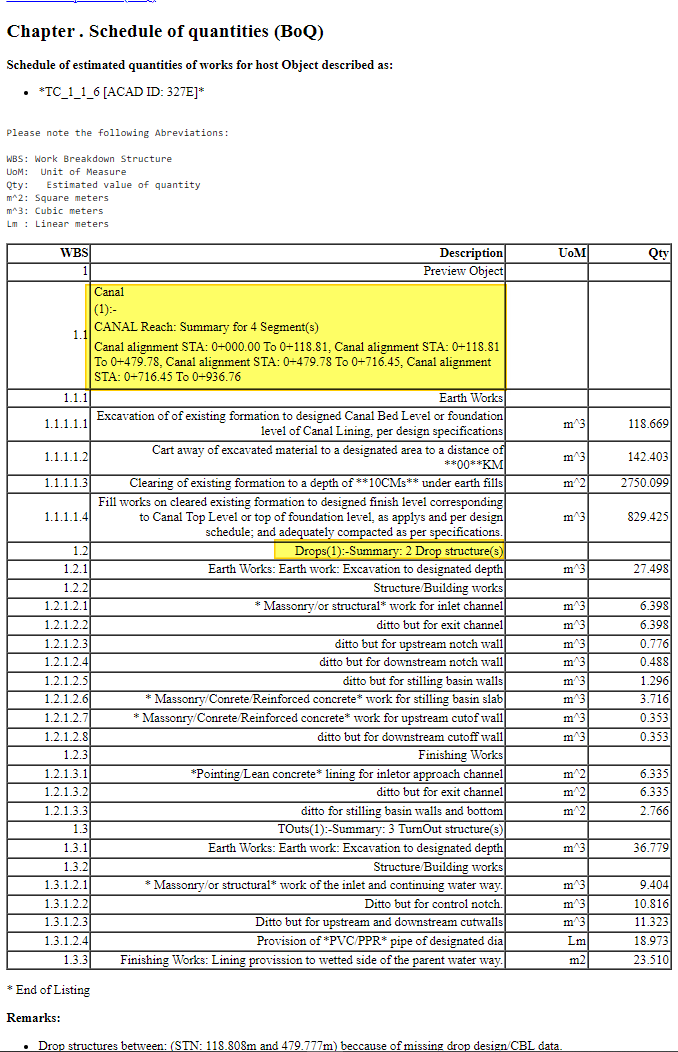 Chapter . Schedule of quantities (BoQ)
Schedule of estimated quantities of works for host Object described as:
• *TC_1_1_6 [ACAD ID: 327E]*
Please note the following Abreviations:
WBS: Work Breakdown Structure
UoM:  Unit of Measure
Qty:   Estimated value of quantity
m^2: Square meters
m^3: Cubic meters
Lm : Linear meters
WBS Description UoM Qty
1 Preview Object
Canal
(1):-
CANAL Reach: Summary for 4 Segment(s)
1.1
Canal alignment STA: 0+000.00 To 0+118.81, Canal alignment STA: 0+118.81
To 0+479.78, Canal alignment STA: 0+479.78 To 0+716.45, Canal alignment
STA: 0+716.45 To 0+936.76
1.1.1 Earth Works
1.1.1.1.1 Excavation of of existing formation to designed Canal Bed Level or foundation
level of Canal Lining, per design specifications m^3 118.669
1.1.1.1.2 Cart away of excavated material to a designated area to a distance of
**00**KM m^3 142.403
1.1.1.1.3 Clearing of existing formation to a depth of **10CMs** under earth fills m^2 2750.099
Fill works on cleared existing formation to designed finish level corresponding
1.1.1.1.4 to Canal Top Level or top of foundation level, as applys and per design m^3 829.425
schedule; and adequately compacted as per specifications.
1.2 Drops(1):-Summary: 2 Drop structure(s)
1.2.1 Earth Works: Earth work: Excavation to designated depth m^3 27.498
1.2.2 Structure/Building works
1.2.1.2.1 * Massonry/or structural* work for inlet channel m^3 6.398
1.2.1.2.2 ditto but for exit channel m^3 6.398
1.2.1.2.3 ditto but for upstream notch wall m^3 0.776
1.2.1.2.4 ditto but for downstream notch wall m^3 0.488
1.2.1.2.5 ditto but for stilling basin walls m^3 1.296
1.2.1.2.6 * Massonry/Conrete/Reinforced concrete* work for stilling basin slab m^3 3.716
1.2.1.2.7 * Massonry/Conrete/Reinforced concrete* work for upstream cutof wall m^3 0.353
1.2.1.2.8 ditto but for downstream cutoff wall m^3 0.353
1.2.3 Finishing Works
1.2.1.3.1 *Pointing/Lean concrete* lining for inletor approach channel m^2 6.335
1.2.1.3.2 ditto but for exit channel m^2 6.335
1.2.1.3.3 ditto for stilling basin walls and bottom m^2 2.766
1.3 TOuts(1):-Summary: 3 TurnOut structure(s)
1.3.1 Earth Works: Earth work: Excavation to designated depth m^3 36.779
1.3.2 Structure/Building works
1.3.1.2.1 * Massonry/or structural* work of the inlet and continuing water way. m^3 9.404
1.3.1.2.2 Ditto but for control notch. m^3 10.816
1.3.1.2.3 Ditto but for upstream and downstream cutwalls m^3 11.323
1.3.1.2.4 Provision of *PVC/PPR* pipe of designated dia Lm 18.973
1.3.3 Finishing Works: Lining provission to wetted side of the parent water way. m2 23.510
* End of Listing
Remarks:
• Drop structures between: (STN: 118.808m and 479.777m) beccause of missing drop design/CBL data.